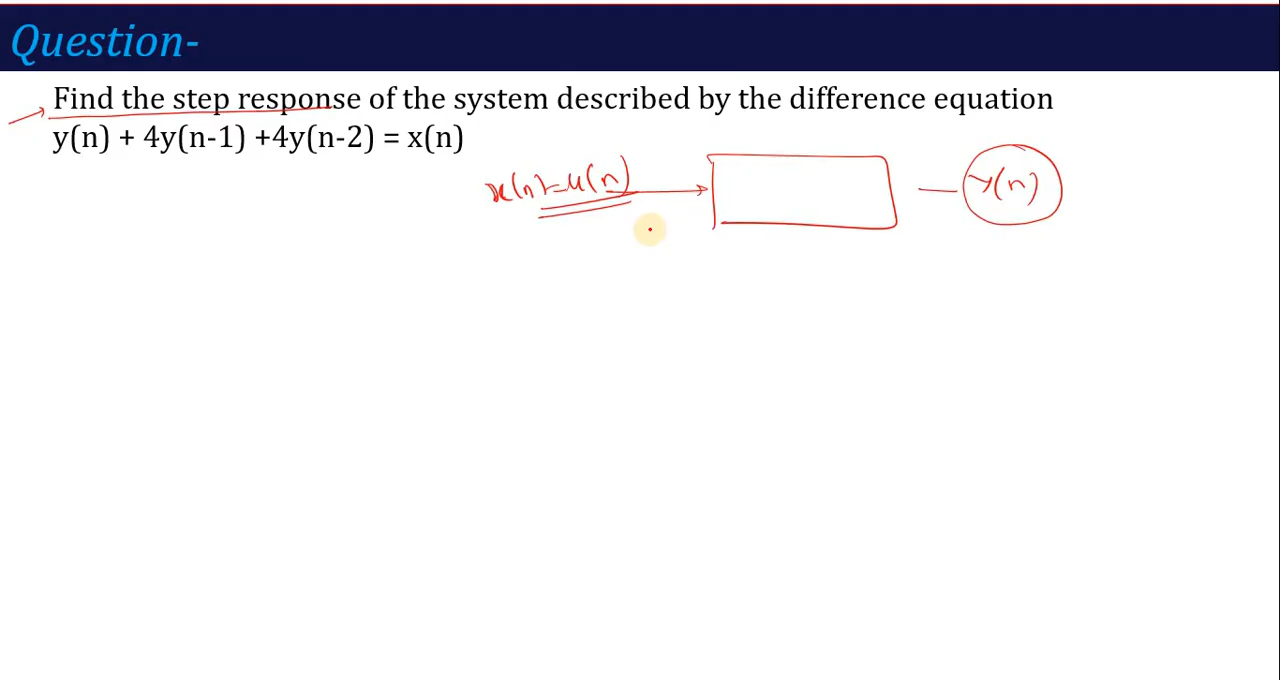 Question-
Find the step response of the system described by the difference equation
y(n) + 4y(n-1) +4y(n-2) = x(n)
x(n)=u(n)
y(n)